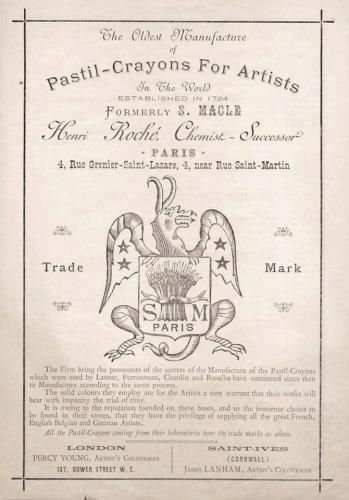 The Oldest Manufacture
of
Pastil-Crayons For Artists
In The World
ESTABLISHED IN 1724
FORMERLY S. MACLE
Henri Roché, Chemist - Successor
· PARIS ·
4, Rue Grenier-Saint-Lazare, 4, near Rue Saint-Martin
Trade Mark
S M
PARIS
The Firm being the possessors of the secrets of the Manufacture of the Pastil-Crayons
which were used by Latour, Perronneau, Chardin and Rosalba have continued since then
to Manufacture according to the same process.
The solid colours they employ are for the Artists a sure warrant that their works will
bear with impunity the trial of time.
It is owing to the reputation founded on these bases, and to the immense choice to
be found in their stores, that they have the privilege of supplying all the great French,
English Belgian and German Artists.
All the Pastil-Crayons coming from their laboratories bear the trade marks as above.
LONDON
PERCY YOUNG, ARTIST'S COLOURMAN
137, GOWER STREET W. C.
SAINT-IVES
(CORNWALL)
JAMES LANHAM, ARTIST'S COLOURMAN